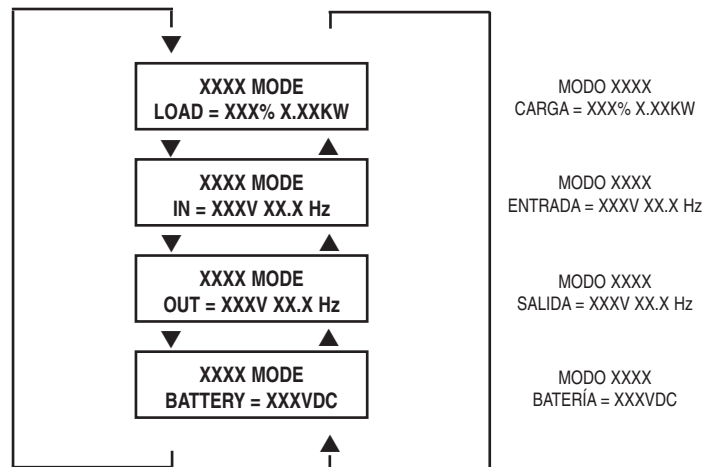 XXXX MODE
LOAD = XXX% X.XXKW
MODO XXXX
CARGA = XXX% X.XXKW
XXXX MODE
IN = XXXV XX.X Hz
MODO XXXX
ENTRADA = XXXV XX.X Hz
XXXX MODE
OUT = XXXV XX.X Hz
MODO XXXX
SALIDA = XXXV XX.X Hz
XXXX MODE
BATTERY = XXXVDC
MODO XXXX
BATERÍA = XXXVDC